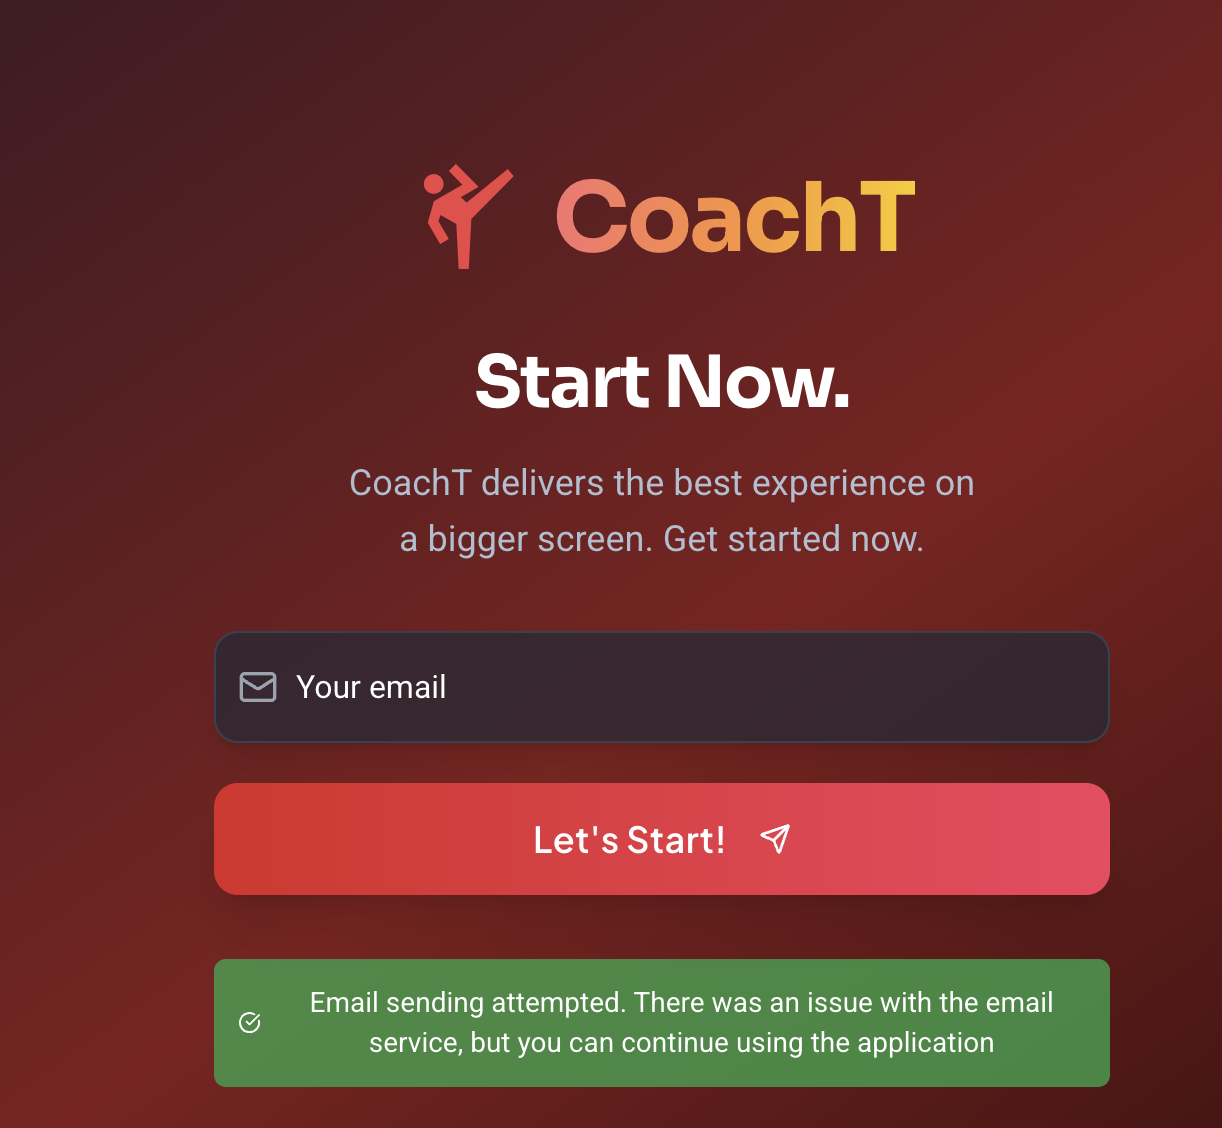 CoachT
Start Now.
CoachT delivers the best experience on
a bigger screen. Get started now.
Your email
Let's Start!
Email sending attempted. There was an issue with the email
service, but you can continue using the application